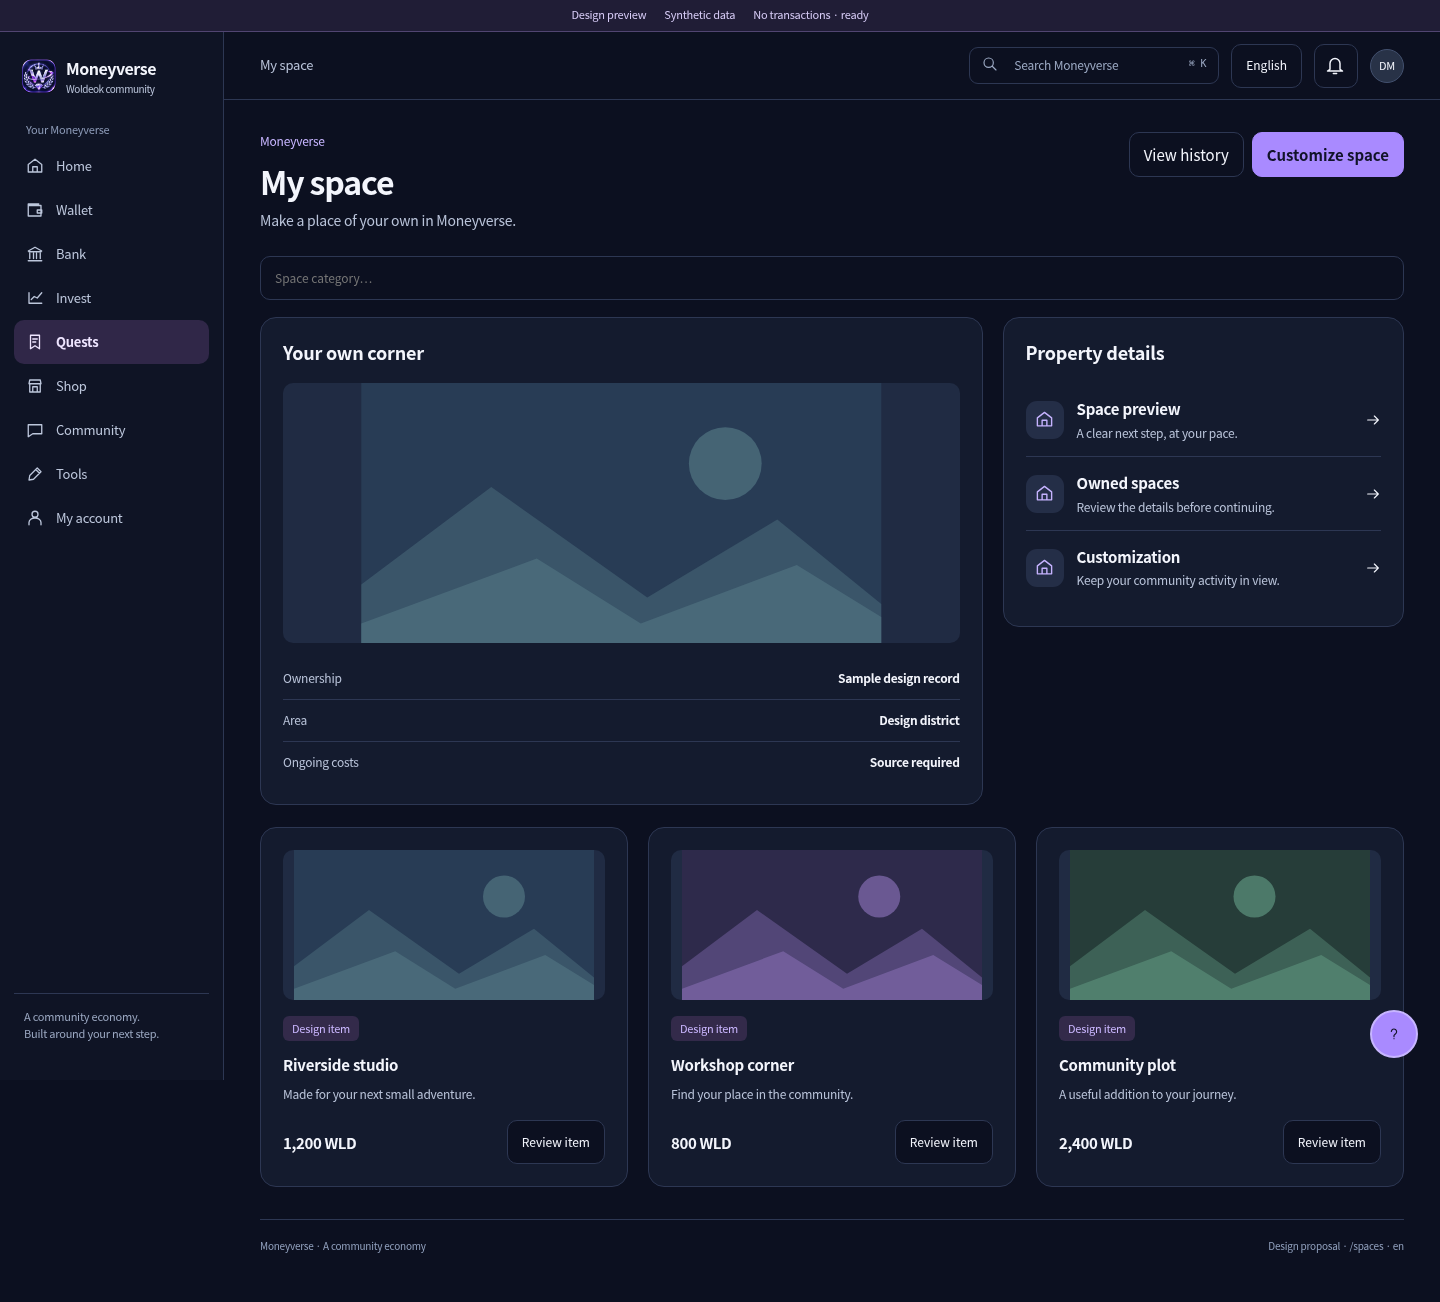 Design preview Synthetic data No transactions · ready
Moneyverse
Woldeok community
Your Moneyverse
Home
Wallet
Bank
Invest
Quests
Shop
Community
Tools
My account
A community economy.
Built around your next step.
My space
Search Moneyverse ⌘ K
English
DM
Moneyverse
My space
Make a place of your own in Moneyverse.
View history
Customize space
Space category…
Your own corner
Ownership Sample design record
Area Design district
Ongoing costs Source required
Property details
Space preview
A clear next step, at your pace.
Owned spaces
Review the details before continuing.
Customization
Keep your community activity in view.
Design item
Riverside studio
Made for your next small adventure.
1,200 WLD Review item
Design item
Workshop corner
Find your place in the community.
800 WLD Review item
Design item
Community plot
A useful addition to your journey.
2,400 WLD Review item
?
Moneyverse · A community economy
Design proposal · /spaces · en